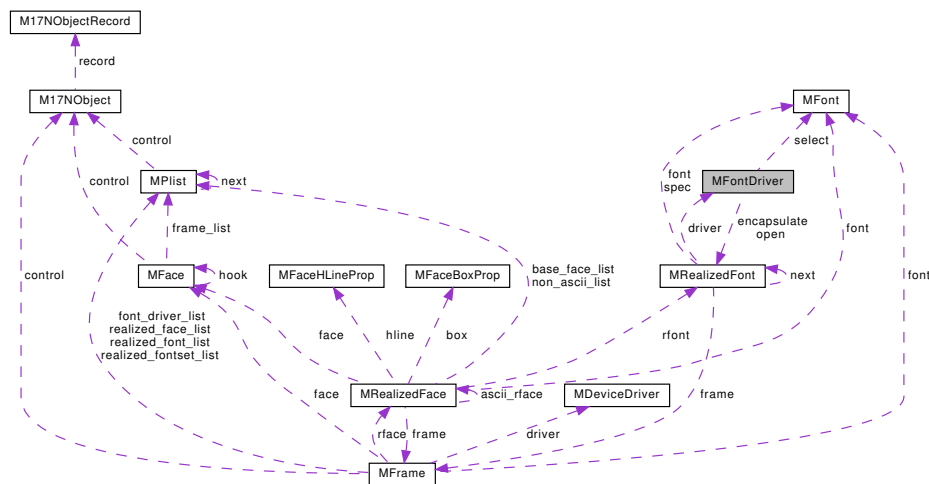 M17NObjectRecord
record
M17NObject
MFont
control
select
MPlist
next
font
spec
MFontDriver
control
frame_list
driver
encapsulate
open
font
control
MFace
hook
MFaceHLineProp
MFaceBoxProp
base_face_list
non_ascii_list
MRealizedFont
next
font
font_driver_list
realized_face_list
realized_font_list
realized_fontset_list
face
hline
box
rfont
face
MRealizedFace
ascii_rface
MDeviceDriver
frame
rface
frame
driver
MFrame